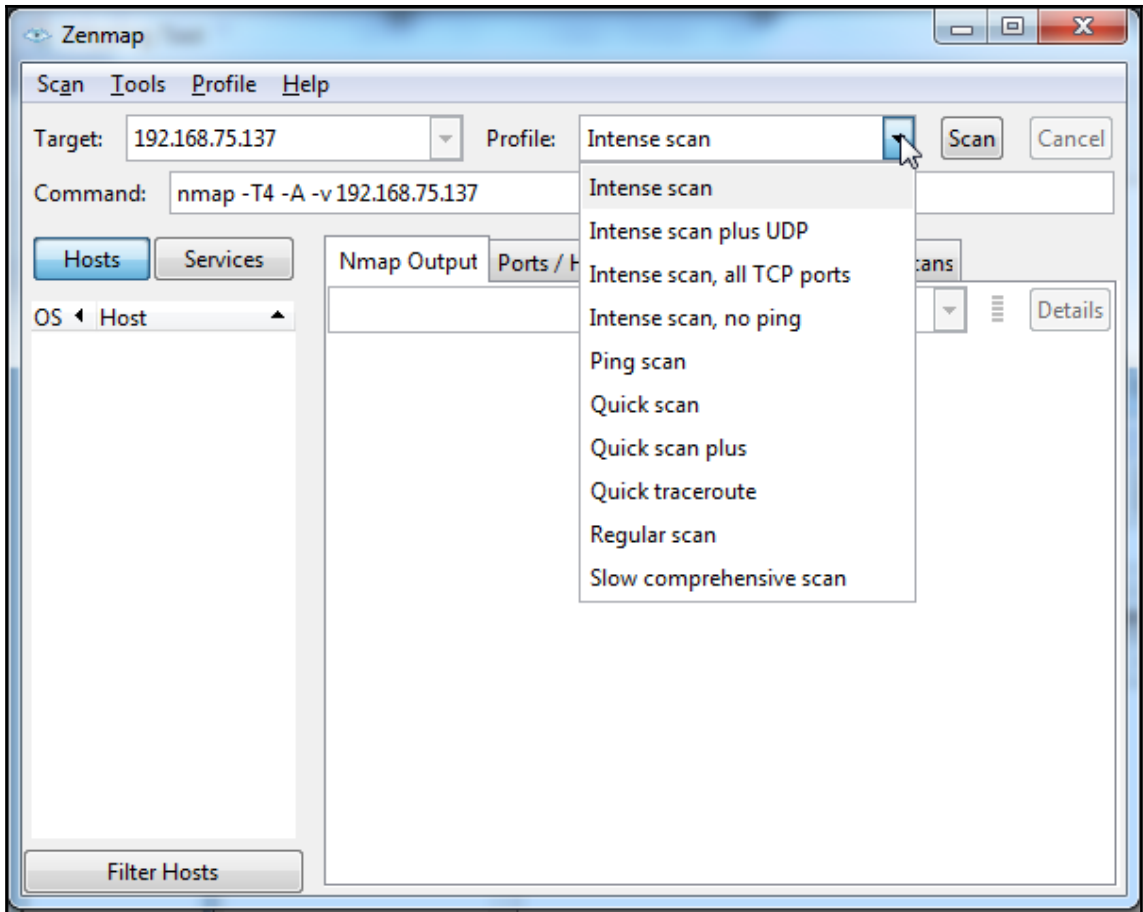 Zenmap
Scan Tools Profile Help
Target: 192.168.75.137 Profile: Intense scan Scan Cancel
Command: nmap -T4 -A -v 192.168.75.137
Intense scan
Intense scan plus UDP
Intense scan, all TCP ports
Intense scan, no ping
Ping scan
Quick scan
Quick scan plus
Quick traceroute
Regular scan
Slow comprehensive scan
Hosts Services
Nmap Output Ports /
Details
OS Host
Filter Hosts